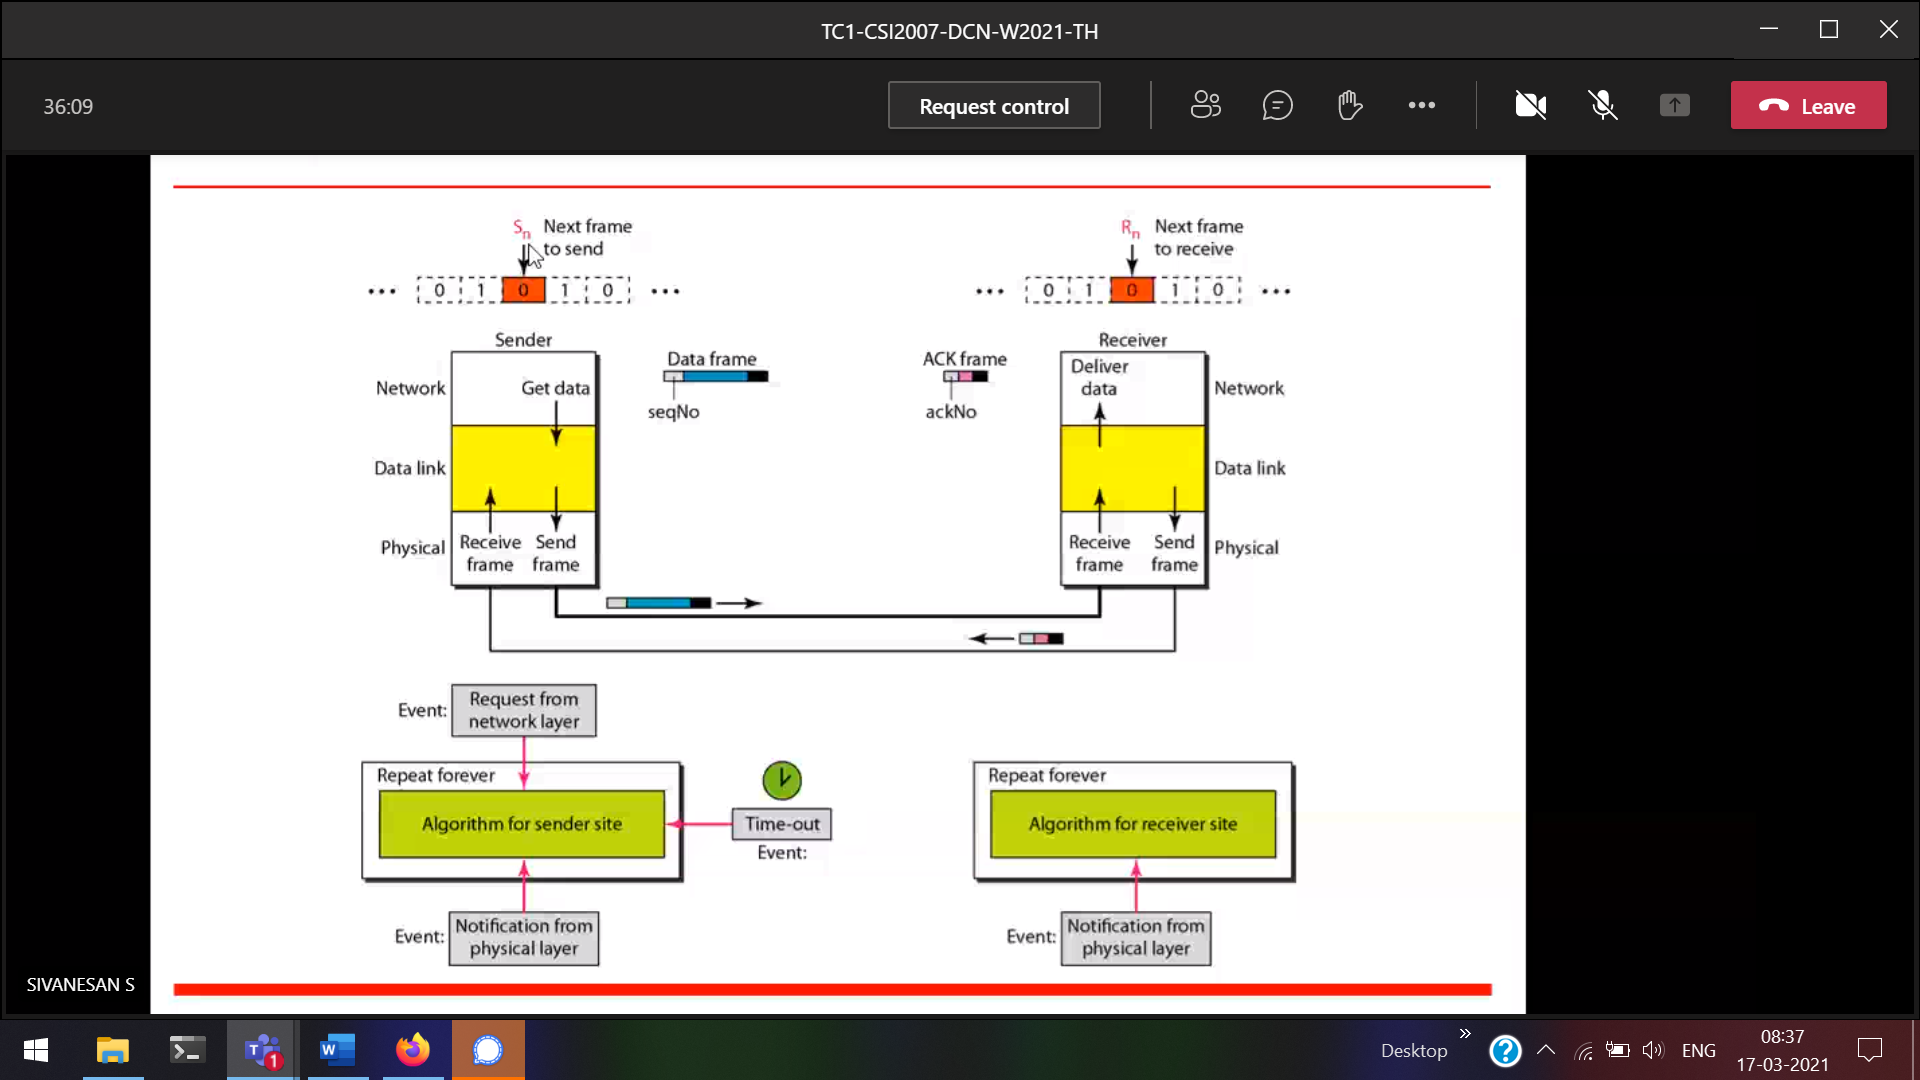 TC1-CSI2007-DCN-W2021-TH
36:09
Request control
Leave
Sn Next frame
to send
Rn Next frame
to receive
... 0 1 0 1 0 ...
... 0 1 0 1 0 ...
Sender
Receiver
Data frame
seqNo
ACK frame
ackNo
Network
Get data
Deliver
data
Network
Data link
Data link
Physical
Receive
frame
Send
frame
Receive
frame
Send
frame
Physical
Event:
Request from
network layer
Repeat forever
Algorithm for sender site
Time-out
Event:
Repeat forever
Algorithm for receiver site
Event:
Notification from
physical layer
Event:
Notification from
physical layer
SIVANESAN S
T
1
W
Desktop
»
?
ENG
08:37
17-03-2021